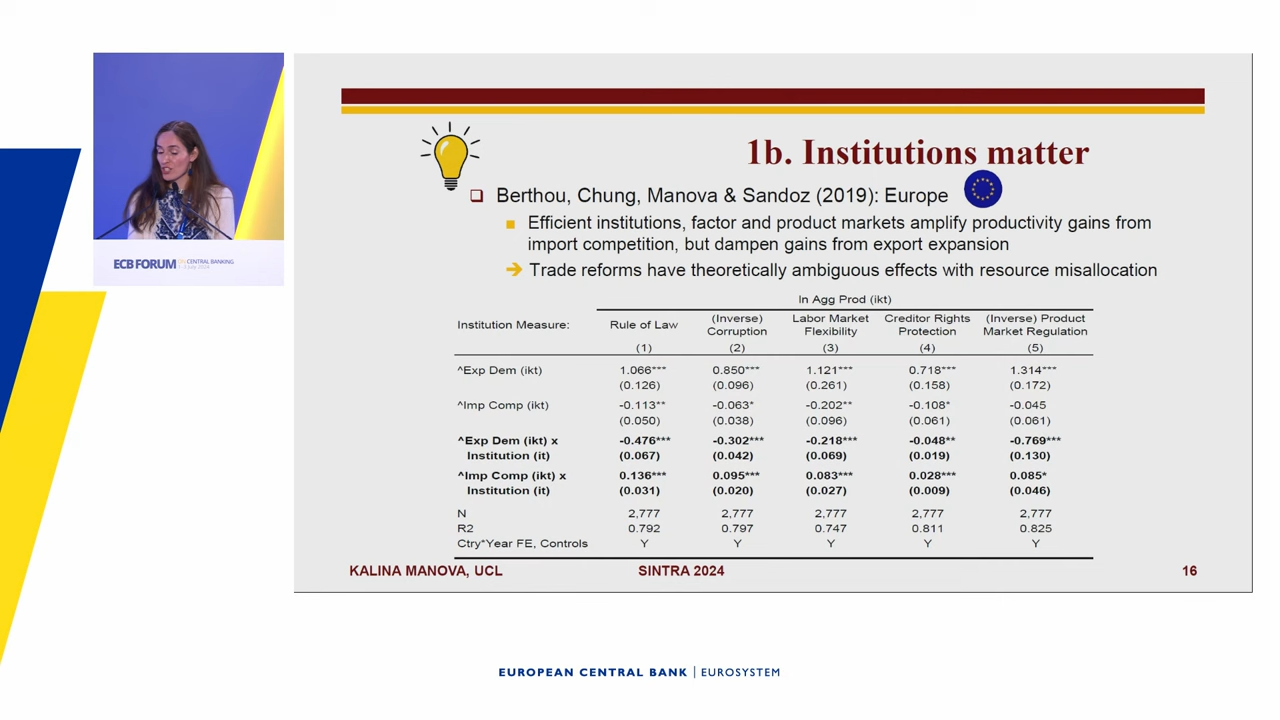 ECB FORUM ON CENTRAL BANKING
1b. Institutions matter
Berthou, Chung, Manova & Sandoz (2019): Europe
Efficient institutions, factor and product markets amplify productivity gains from
import competition, but dampen gains from export expansion
Trade reforms have theoretically ambiguous effects with resource misallocation
ln Agg Prod (ikt)
Institution Measure: Rule of Law (Inverse) Corruption Labor Market Flexibility Creditor Rights Protection (Inverse) Product Market Regulation
(1) (2) (3) (4) (5)
^Exp Dem (ikt) 1.066*** 0.850*** 1.121*** 0.718*** 1.314***
(0.126) (0.096) (0.261) (0.158) (0.172)
^Imp Comp (ikt) -0.113** -0.063* -0.202** -0.108* -0.045
(0.050) (0.038) (0.096) (0.061) (0.061)
^Exp Dem (ikt) x -0.476*** -0.302*** -0.218*** -0.048** -0.769***
Institution (it) (0.067) (0.042) (0.069) (0.019) (0.130)
^Imp Comp (ikt) x 0.136*** 0.095*** 0.083*** 0.028*** 0.085*
Institution (it) (0.031) (0.020) (0.027) (0.009) (0.046)
N 2,777 2,777 2,777 2,777 2,777
R2 0.792 0.797 0.747 0.811 0.825
Ctry*Year FE, Controls Y Y Y Y Y
KALINA MANOVA, UCL SINTRA 2024 16
EUROPEAN CENTRAL BANK | EUROSYSTEM